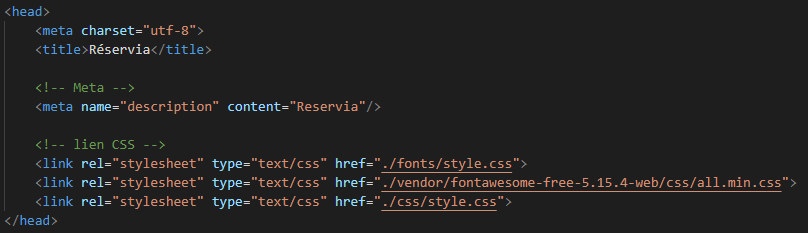 <head>
<meta charset="utf-8">
<title>Réservia</title>
<!-- Meta -->
<meta name="description" content="Reservia"/>
<!-- lien CSS -->
<link rel="stylesheet" type="text/css" href="./fonts/style.css">
<link rel="stylesheet" type="text/css" href="./vendor/fontawesome-free-5.15.4-web/css/all.min.css">
<link rel="stylesheet" type="text/css" href="./css/style.css">
</head>